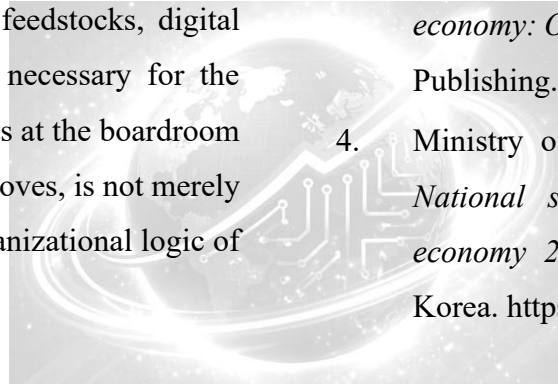 feedstocks, digital
necessary for the
s at the boardroom
oves, is not merely
anizational logic of
economy: C
Publishing.
4. Ministry o
National s
economy 2
Korea. http